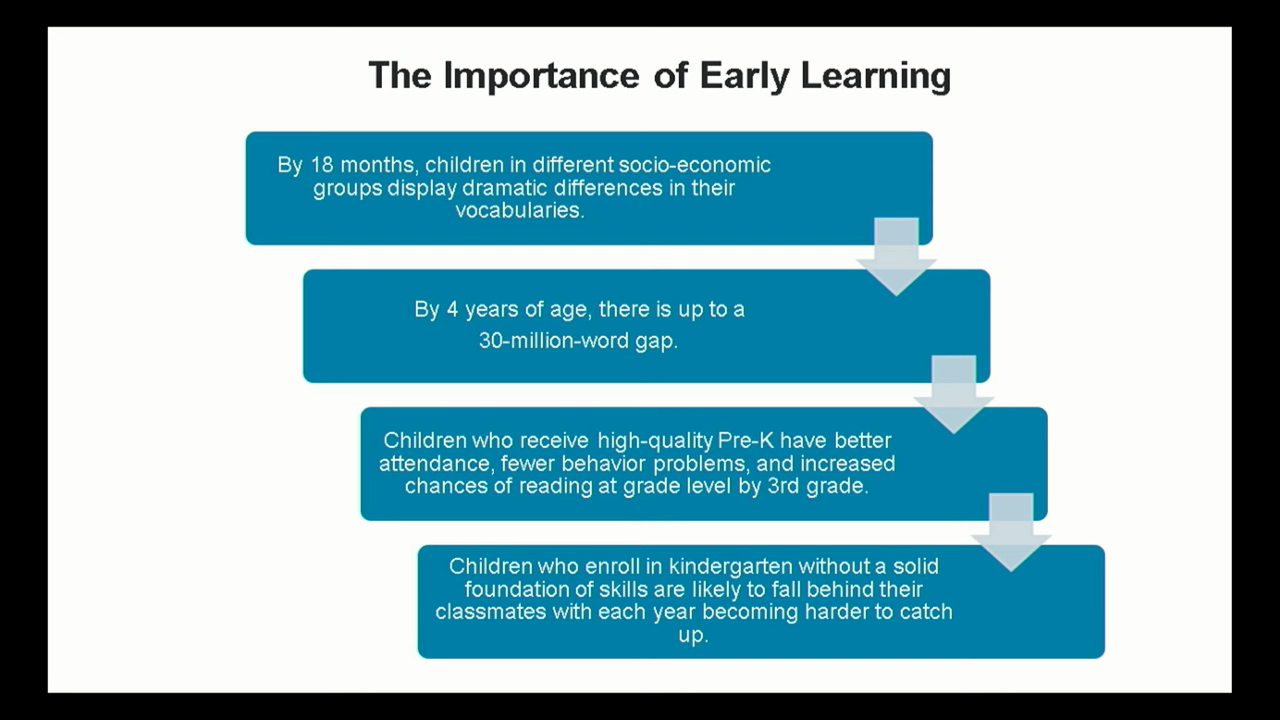 The Importance of Early Learning
By 18 months, children in different socio-economic
groups display dramatic differences in their
vocabularies.
By 4 years of age, there is up to a
30-million-word gap.
Children who receive high-quality Pre-K have better
attendance, fewer behavior problems, and increased
chances of reading at grade level by 3rd grade.
Children who enroll in kindergarten without a solid
foundation of skills are likely to fall behind their
classmates with each year becoming harder to catch
up.